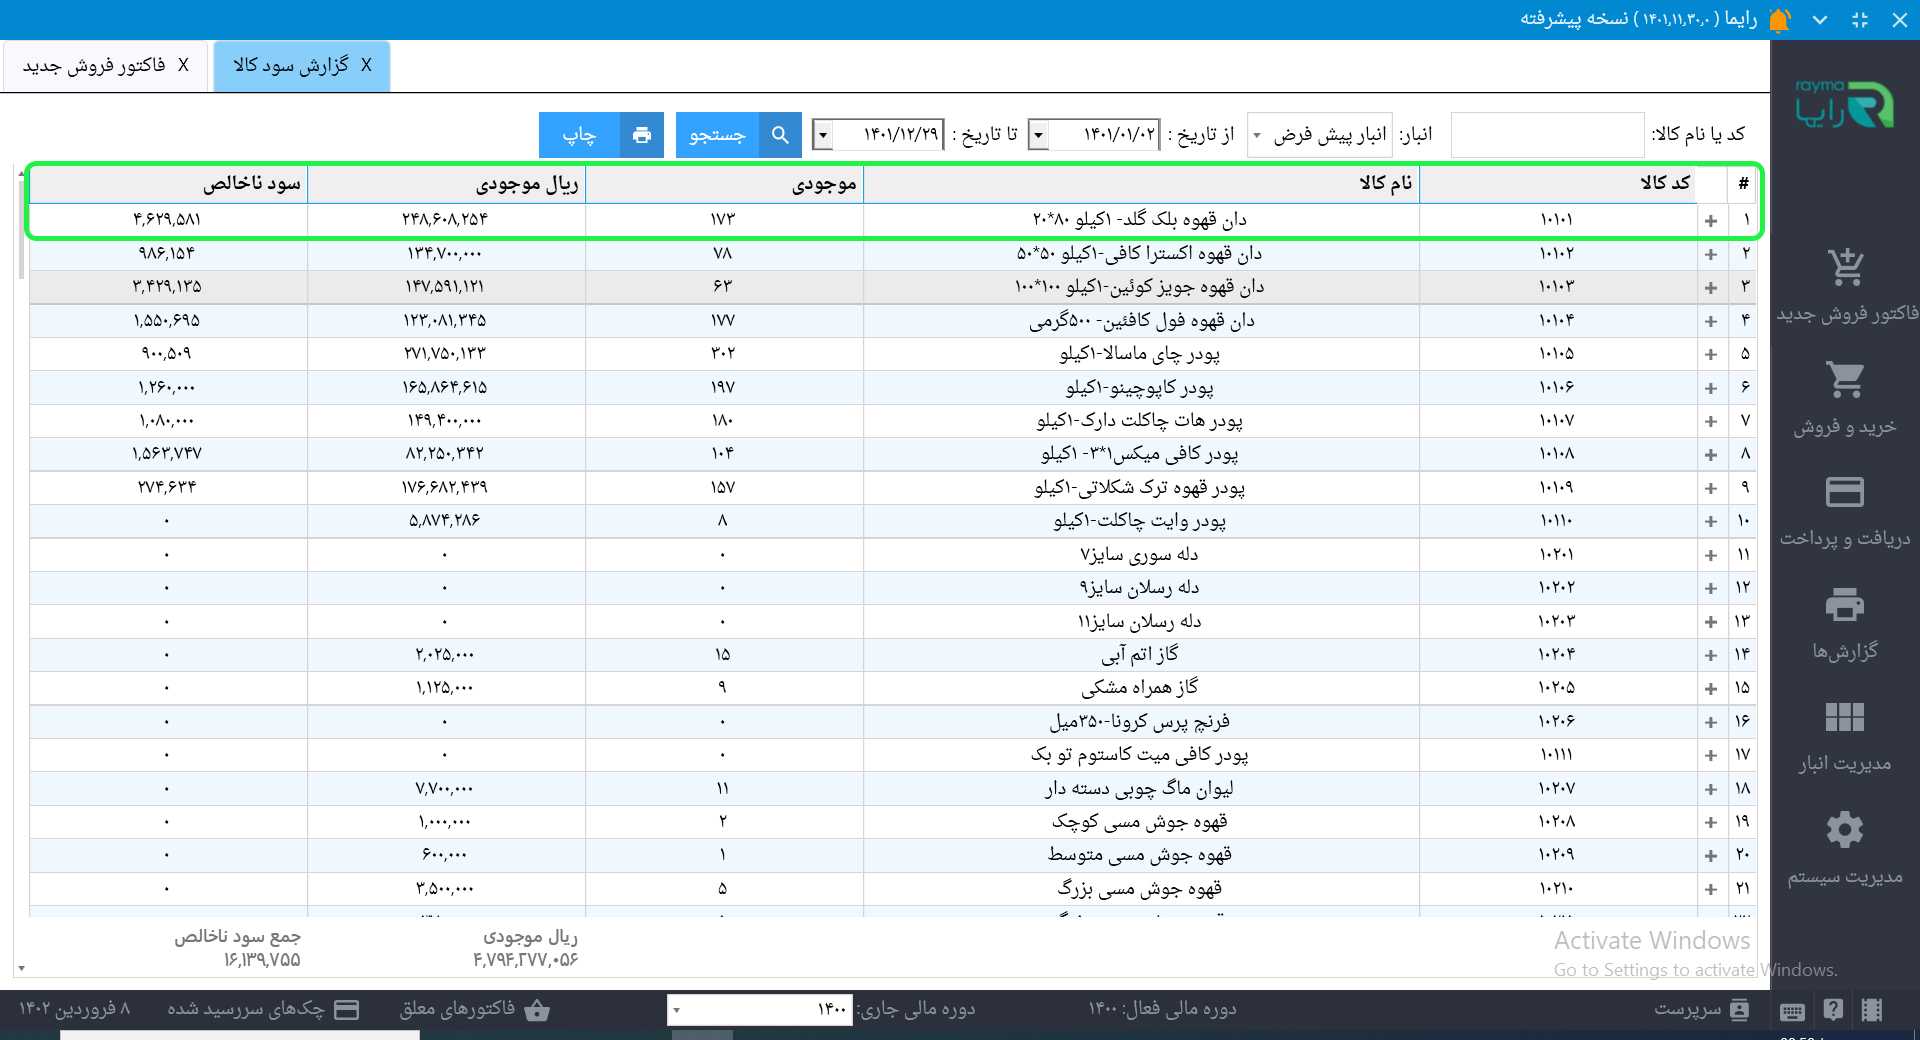 رایما ( ۱۴۰۱,۱۱,۳۰,۰ ) نسخه پیشرفته
X گزارش سود کالا
X فاکتور فروش جدید
rayma
رایما
کد یا نام کالا:
انبار: انبار پیش فرض
از تاریخ : ۱۴۰۱/۰۱/۰۲
تا تاریخ : ۱۴۰۱/۱۲/۲۹
جستجو
چاپ
# کد کالا نام کالا موجودی ریال موجودی سود ناخالص
۱ + ۱۰۱۰۱ دان قهوه بلک گلد- ۱کیلو ۸۰*۲۰ ۱۷۳ ۲۴۸,۶۰۸,۲۵۴ ۴,۶۲۹,۵۸۱
۲ + ۱۰۱۰۲ دان قهوه اکسترا کافی-۱کیلو ۵۰*۵۰ ۷۸ ۱۳۴,۷۰۰,۰۰۰ ۹۸۶,۱۵۴
۳ + ۱۰۱۰۳ دان قهوه جویز کوئین-۱کیلو ۱۰۰*۱۰۰ ۶۳ ۱۴۷,۵۹۱,۱۲۱ ۳,۴۲۹,۱۳۵
۴ + ۱۰۱۰۴ دان قهوه فول کافئین- ۵۰۰گرمی ۱۷۷ ۱۲۳,۰۸۱,۳۴۵ ۱,۵۵۰,۶۹۵
۵ + ۱۰۱۰۵ پودر چای ماسالا-۱کیلو ۳۰۲ ۲۷۱,۷۵۰,۱۳۳ ۹۰۰,۵۰۹
۶ + ۱۰۱۰۶ پودر کاپوچینو-۱کیلو ۱۹۷ ۱۶۵,۸۶۴,۶۱۵ ۱,۲۶۰,۰۰۰
۷ + ۱۰۱۰۷ پودر هات چاکلت دارک-۱کیلو ۱۸۰ ۱۴۹,۴۰۰,۰۰۰ ۱,۰۸۰,۰۰۰
۸ + ۱۰۱۰۸ پودر کافی میکس۱*۳- ۱کیلو ۱۰۴ ۸۲,۲۵۰,۳۴۲ ۱,۵۶۳,۷۴۷
۹ + ۱۰۱۰۹ پودر قهوه ترک شکلاتی-۱کیلو ۱۵۷ ۱۷۶,۶۸۲,۴۳۹ ۲۷۴,۶۳۴
۱۰ + ۱۰۱۱۰ پودر وایت چاکلت-۱کیلو ۸ ۵,۸۷۴,۲۸۶ ۰
۱۱ + ۱۰۲۰۱ دله سوری سایز۷ ۰ ۰ ۰
۱۲ + ۱۰۲۰۲ دله رسلان سایز۹ ۰ ۰ ۰
۱۳ + ۱۰۲۰۳ دله رسلان سایز۱۱ ۰ ۰ ۰
۱۴ + ۱۰۲۰۴ گاز اتم آبی ۱۵ ۲,۰۲۵,۰۰۰ ۰
۱۵ + ۱۰۲۰۵ گاز همراه مشکی ۹ ۱,۱۲۵,۰۰۰ ۰
۱۶ + ۱۰۲۰۶ فرنچ پرس کرونا-۳۵۰میل ۰ ۰ ۰
۱۷ + ۱۰۱۱۱ پودر کافی میت کاستوم تو بک ۰ ۰ ۰
۱۸ + ۱۰۲۰۷ لیوان ماگ چوبی دسته دار ۱۱ ۷,۷۰۰,۰۰۰ ۰
۱۹ + ۱۰۲۰۸ قهوه جوش مسی کوچک ۲ ۱,۰۰۰,۰۰۰ ۰
۲۰ + ۱۰۲۰۹ قهوه جوش مسی متوسط ۱ ۶۰۰,۰۰۰ ۰
۲۱ + ۱۰۲۱۰ قهوه جوش مسی بزرگ ۵ ۳,۵۰۰,۰۰۰ ۰
ریال موجودی جمع سود ناخالص
۴,۷۹۴,۲۷۷,۰۵۶ ۱۶,۱۳۹,۷۵۵
Activate Windows
Go to Settings to activate Windows.
فاکتور فروش جدید
خرید و فروش
دریافت و پرداخت
گزارش‌ها
مدیریت انبار
مدیریت سیستم
سرپرست
دوره مالی فعال: ۱۴۰۰
دوره مالی جاری: ۱۴۰۰
فاکتورهای معلق
چک‌های سررسید شده
۸ فروردین ۱۴۰۲